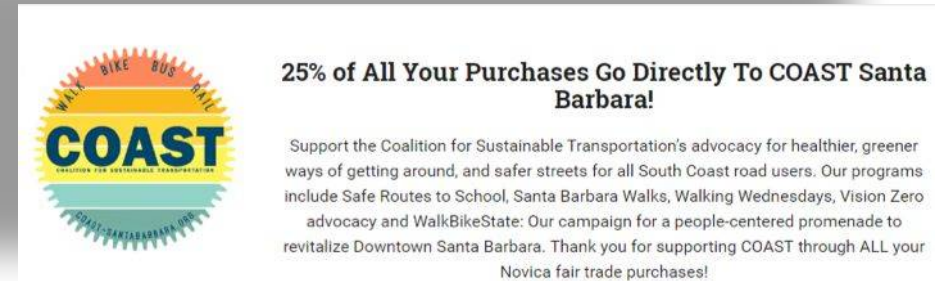 WALK BIKE BUS RAIL
COAST
COALITION FOR SUSTAINABLE TRANSPORTATION
COAST-SANTABARBARA.ORG
25% of All Your Purchases Go Directly To COAST Santa
Barbara!
Support the Coalition for Sustainable Transportation's advocacy for healthier, greener
ways of getting around, and safer streets for all South Coast road users. Our programs
include Safe Routes to School, Santa Barbara Walks, Walking Wednesdays, Vision Zero
advocacy and WalkBikeState: Our campaign for a people-centered promenade to
revitalize Downtown Santa Barbara. Thank you for supporting COAST through ALL your
Novica fair trade purchases!